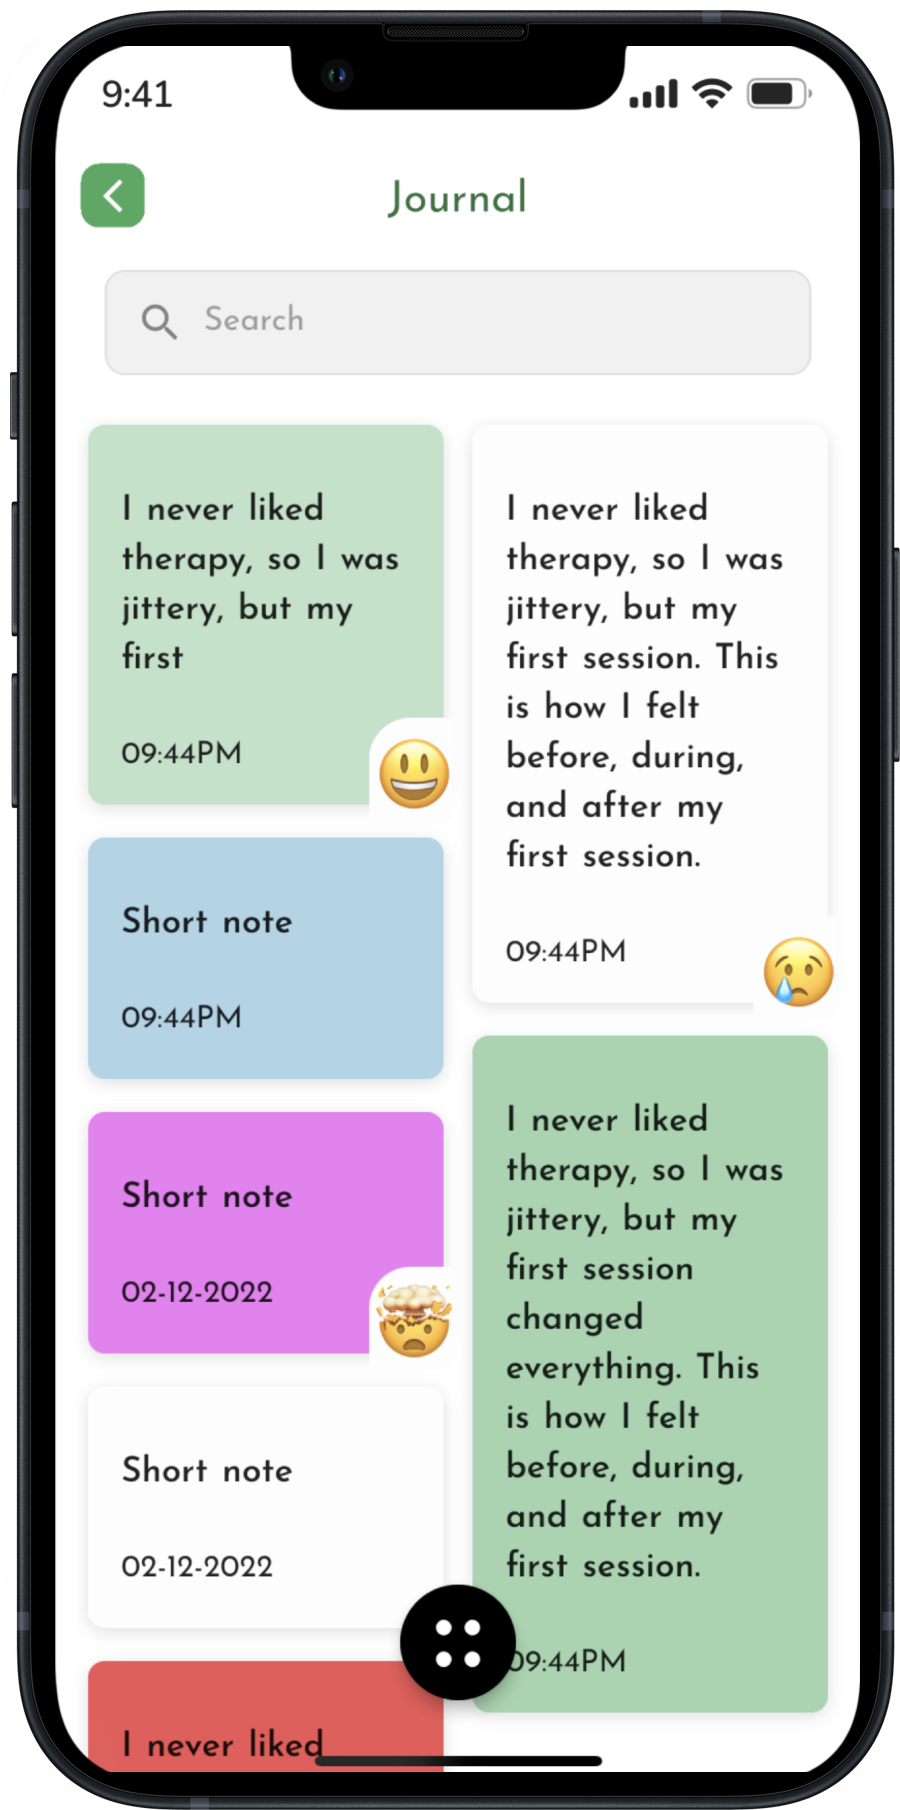 9:41
Journal
Search
I never liked
therapy, so I was
jittery, but my
first
09:44PM
Short note
09:44PM
Short note
02-12-2022
Short note
02-12-2022
I never liked
I never liked
therapy, so I was
jittery, but my
first session. This
is how I felt
before, during,
and after my
first session.
09:44PM
I never liked
therapy, so I was
jittery, but my
first session
changed
everything. This
is how I felt
before, during,
and after my
first session.
09:44PM